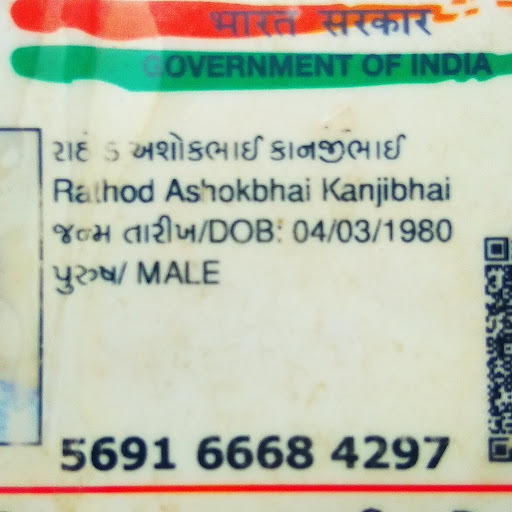 भारत सरकार
GOVERNMENT OF INDIA
અશોકભાઈ કાનજીભાઈ
Rathod Ashokbhai Kanjibhai
જન્મ તારીખ/DOB: 04/03/1980
પુરુષ/ MALE
5691 6668 4297